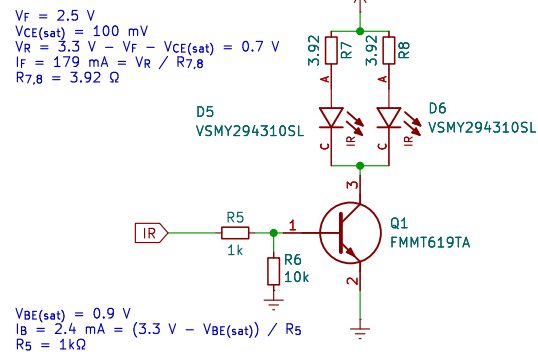 VF = 2.5 V
VCE(sat) = 100 mV
VR = 3.3 V − VF − VCE(sat) = 0.7 V
IF = 179 mA = VR / R7,8
R7,8 = 3.92 Ω
3.92
R7
3.92
R8
A
A
D5
VSMY294310SL
IR
D6
VSMY294310SL
IR
C
C
3
Q1
FMMT619TA
1
2
IR
R5
1k
R6
10k
VBE(sat) = 0.9 V
IB = 2.4 mA = (3.3 V − VBE(sat)) / R5
R5 = 1kΩ